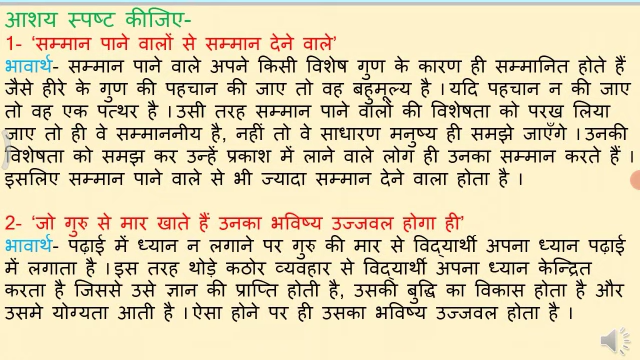 आशय स्पष्ट कीजिए-
1- ‘सम्मान पाने वालों से सम्मान देने वाले’
भावार्थ- सम्मान पाने वाले अपने किसी विशेष गुण के कारण ही सम्मानित होते हैं
जैसे हीरे के गुण की पहचान की जाए तो वह बहुमूल्य है । यदि पहचान न की जाए
तो वह एक पत्थर है । उसी तरह सम्मान पाने वालों की विशेषता को परख लिया
जाए तो ही वे सम्माननीय है, नहीं तो वे साधारण मनुष्य ही समझे जाएँगे । उनकी
विशेषता को समझ कर उन्हें प्रकाश में लाने वाले लोग ही उनका सम्मान करते हैं ।
इसलिए सम्मान पाने वाले से भी ज्यादा सम्मान देने वाला होता है ।
2- ‘जो गुरु से मार खाते हैं उनका भविष्य उज्जवल होगा ही’
भावार्थ- पढ़ाई में ध्यान न लगाने पर गुरु की मार से विद्यार्थी अपना ध्यान पढ़ाई
में लगाता है । इस तरह थोड़े कठोर व्यवहार से विद्यार्थी अपना ध्यान केन्द्रित
करता है जिससे उसे ज्ञान की प्राप्ति होती है, उसकी बुद्धि का विकास होता है और
उसमे योग्यता आती है । ऐसा होने पर ही उसका भविष्य उज्जवल होता है ।